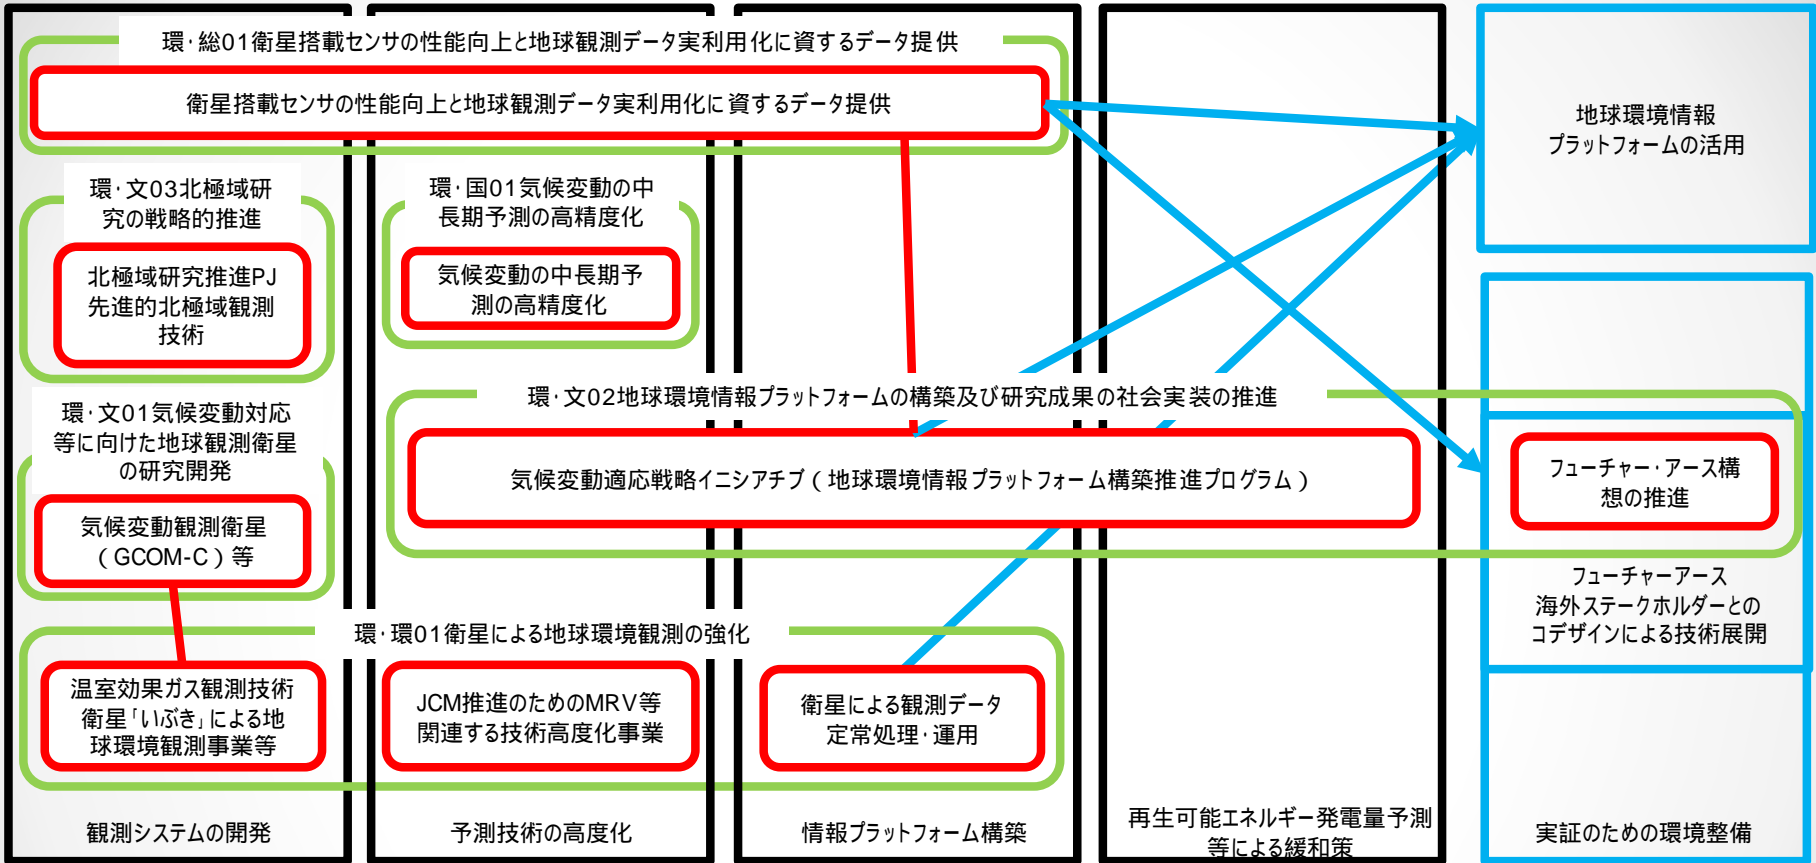 環・総01衛星搭載センサの性能向上と地球観測データ実利用化に資するデータ提供
衛星搭載センサの性能向上と地球観測データ実利用化に資するデータ提供
地球環境情報
プラットフォームの活用
環・文03北極域研
究の戦略的推進
北極域研究推進PJ
先進的北極域観測
技術
環・国01気候変動の中
長期予測の高精度化
気候変動の中長期予
測の高精度化
環・文01気候変動対応
等に向けた地球観測衛星
の研究開発
気候変動観測衛星
（GCOM-C）等
環・文02地球環境情報プラットフォームの構築及び研究成果の社会実装の推進
気候変動適応戦略イニシアチブ（地球環境情報プラットフォーム構築推進プログラム）
フューチャー・アース構
想の推進
フューチャーアース
海外ステークホルダーとの
コデザインによる技術展開
環・環01衛星による地球環境観測の強化
温室効果ガス観測技術
衛星「いぶき」による地
球環境観測事業等
JCM推進のためのMRV等
関連する技術高度化事業
衛星による観測データ
定常処理・運用
観測システムの開発
予測技術の高度化
情報プラットフォーム構築
再生可能エネルギー発電量予測
等による緩和策
実証のための環境整備